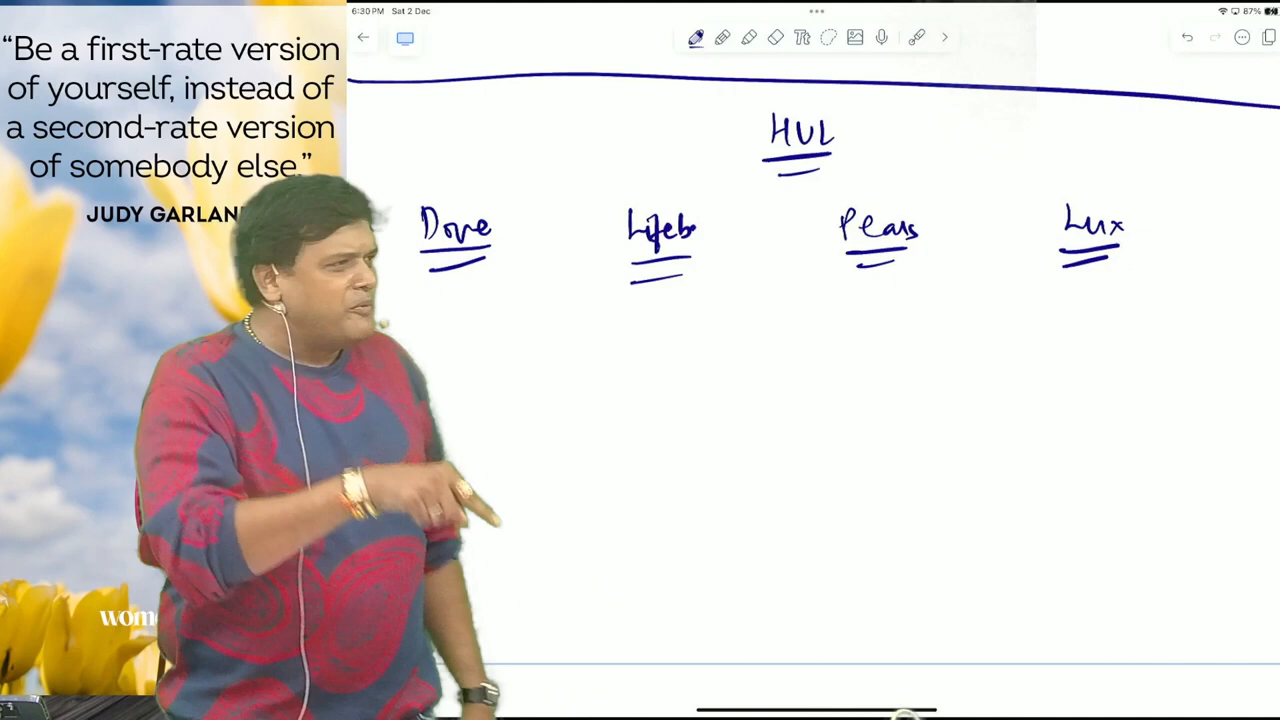 “Be a first-rate version
of yourself, instead of
a second-rate version
of somebody else.”
JUDY GARLAN
wom
6:30 PM Sat 2 Dec
87%
HUL
Dove Lifeb Pears Lux